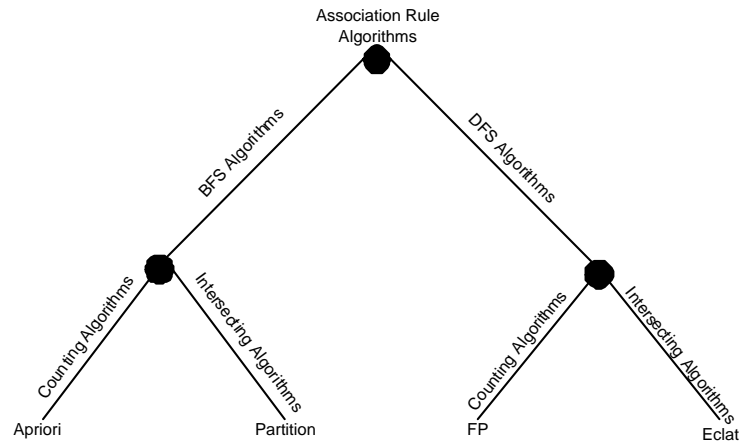 Association Rule
Algorithms
BFS Algorithms
DFS Algorithms
Counting Algorithms
Intersecting Algorithms
Counting Algorithms
Intersecting Algorithms
Apriori
Partition
FP
Eclat